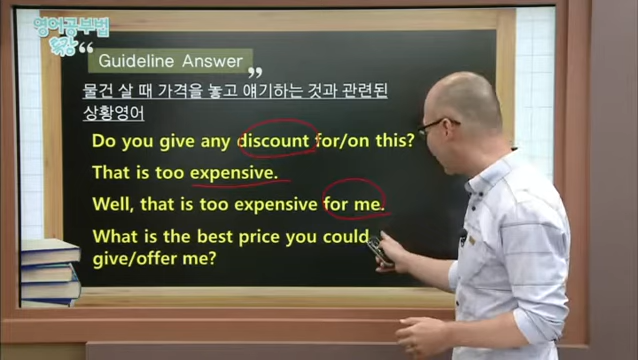 영어공부법
특강
“ Guideline Answer ”
물건 살 때 가격을 놓고 얘기하는 것과 관련된
상황영어
Do you give any discount for/on this?
That is too expensive.
Well, that is too expensive for me.
What is the best price you could
give/offer me?